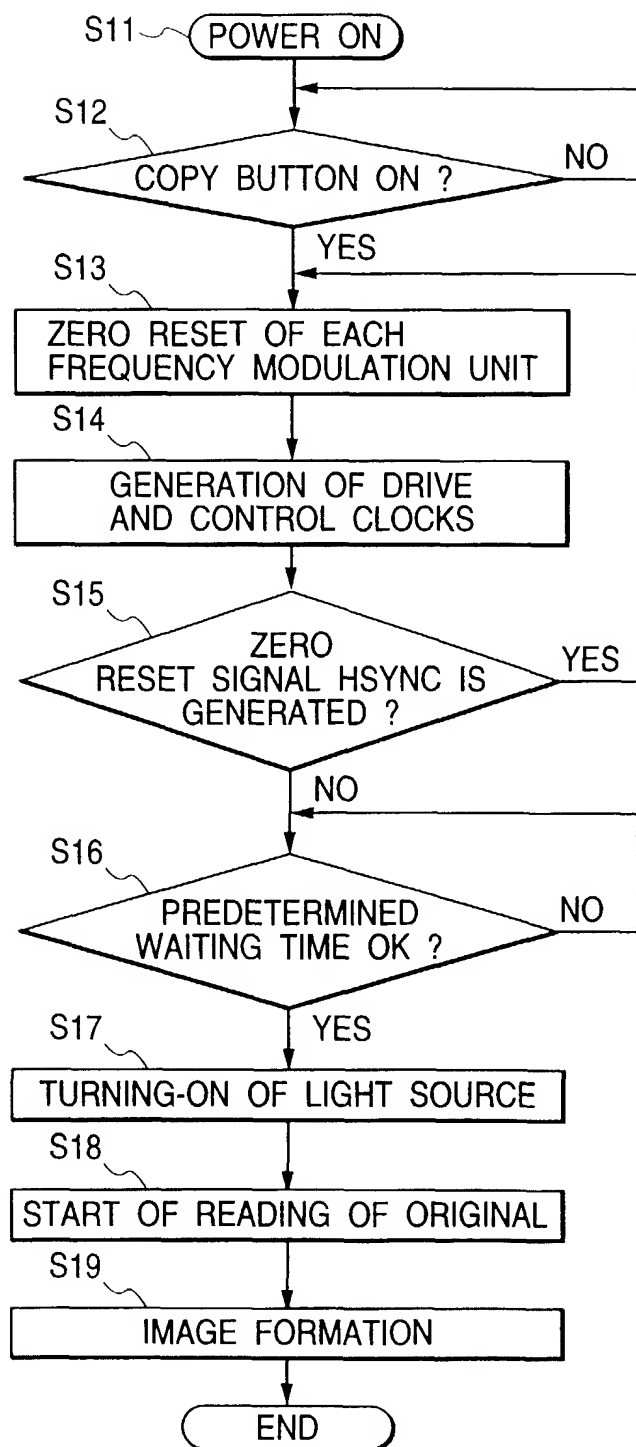 S11
POWER ON
S12
COPY BUTTON ON ?
NO
YES
S13
ZERO RESET OF EACH
FREQUENCY MODULATION UNIT
S14
GENERATION OF DRIVE
AND CONTROL CLOCKS
S15
ZERO
RESET SIGNAL HSYNC IS
GENERATED ?
YES
NO
S16
PREDETERMINED
WAITING TIME OK ?
NO
YES
S17
TURNING-ON OF LIGHT SOURCE
S18
START OF READING OF ORIGINAL
S19
IMAGE FORMATION
END